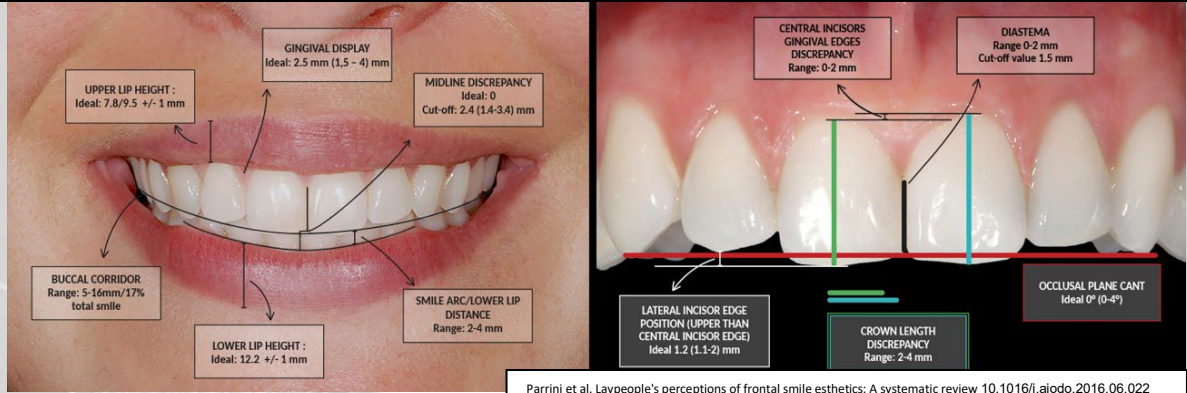 GINGIVAL DISPLAY
Ideal: 2.5 mm (1,5 – 4) mm
UPPER LIP HEIGHT :
Ideal: 7.8/9.5 +/- 1 mm
MIDLINE DISCREPANCY
Ideal: 0
Cut-off: 2.4 (1.4-3.4) mm
BUCCAL CORRIDOR
Range: 5-16mm/17%
total smile
LOWER LIP HEIGHT :
Ideal: 12.2 +/- 1 mm
SMILE ARC/LOWER LIP
DISTANCE
Range: 2-4 mm
CENTRAL INCISORS
GINGIVAL EDGES
DISCREPANCY
Range: 0-2 mm
DIASTEMA
Range 0-2 mm
Cut-off value 1.5 mm
LATERAL INCISOR EDGE
POSITION (UPPER THAN
CENTRAL INCISOR EDGE)
Ideal 1.2 (1.1-2) mm
CROWN LENGTH
DISCREPANCY
Range: 2-4 mm
OCCLUSAL PLANE CANT
Ideal 0° (0-4°)
Parrini et al. Laypeople's perceptions of frontal smile esthetics: A systematic review 10.1016/j.ajodo.2016.06.022